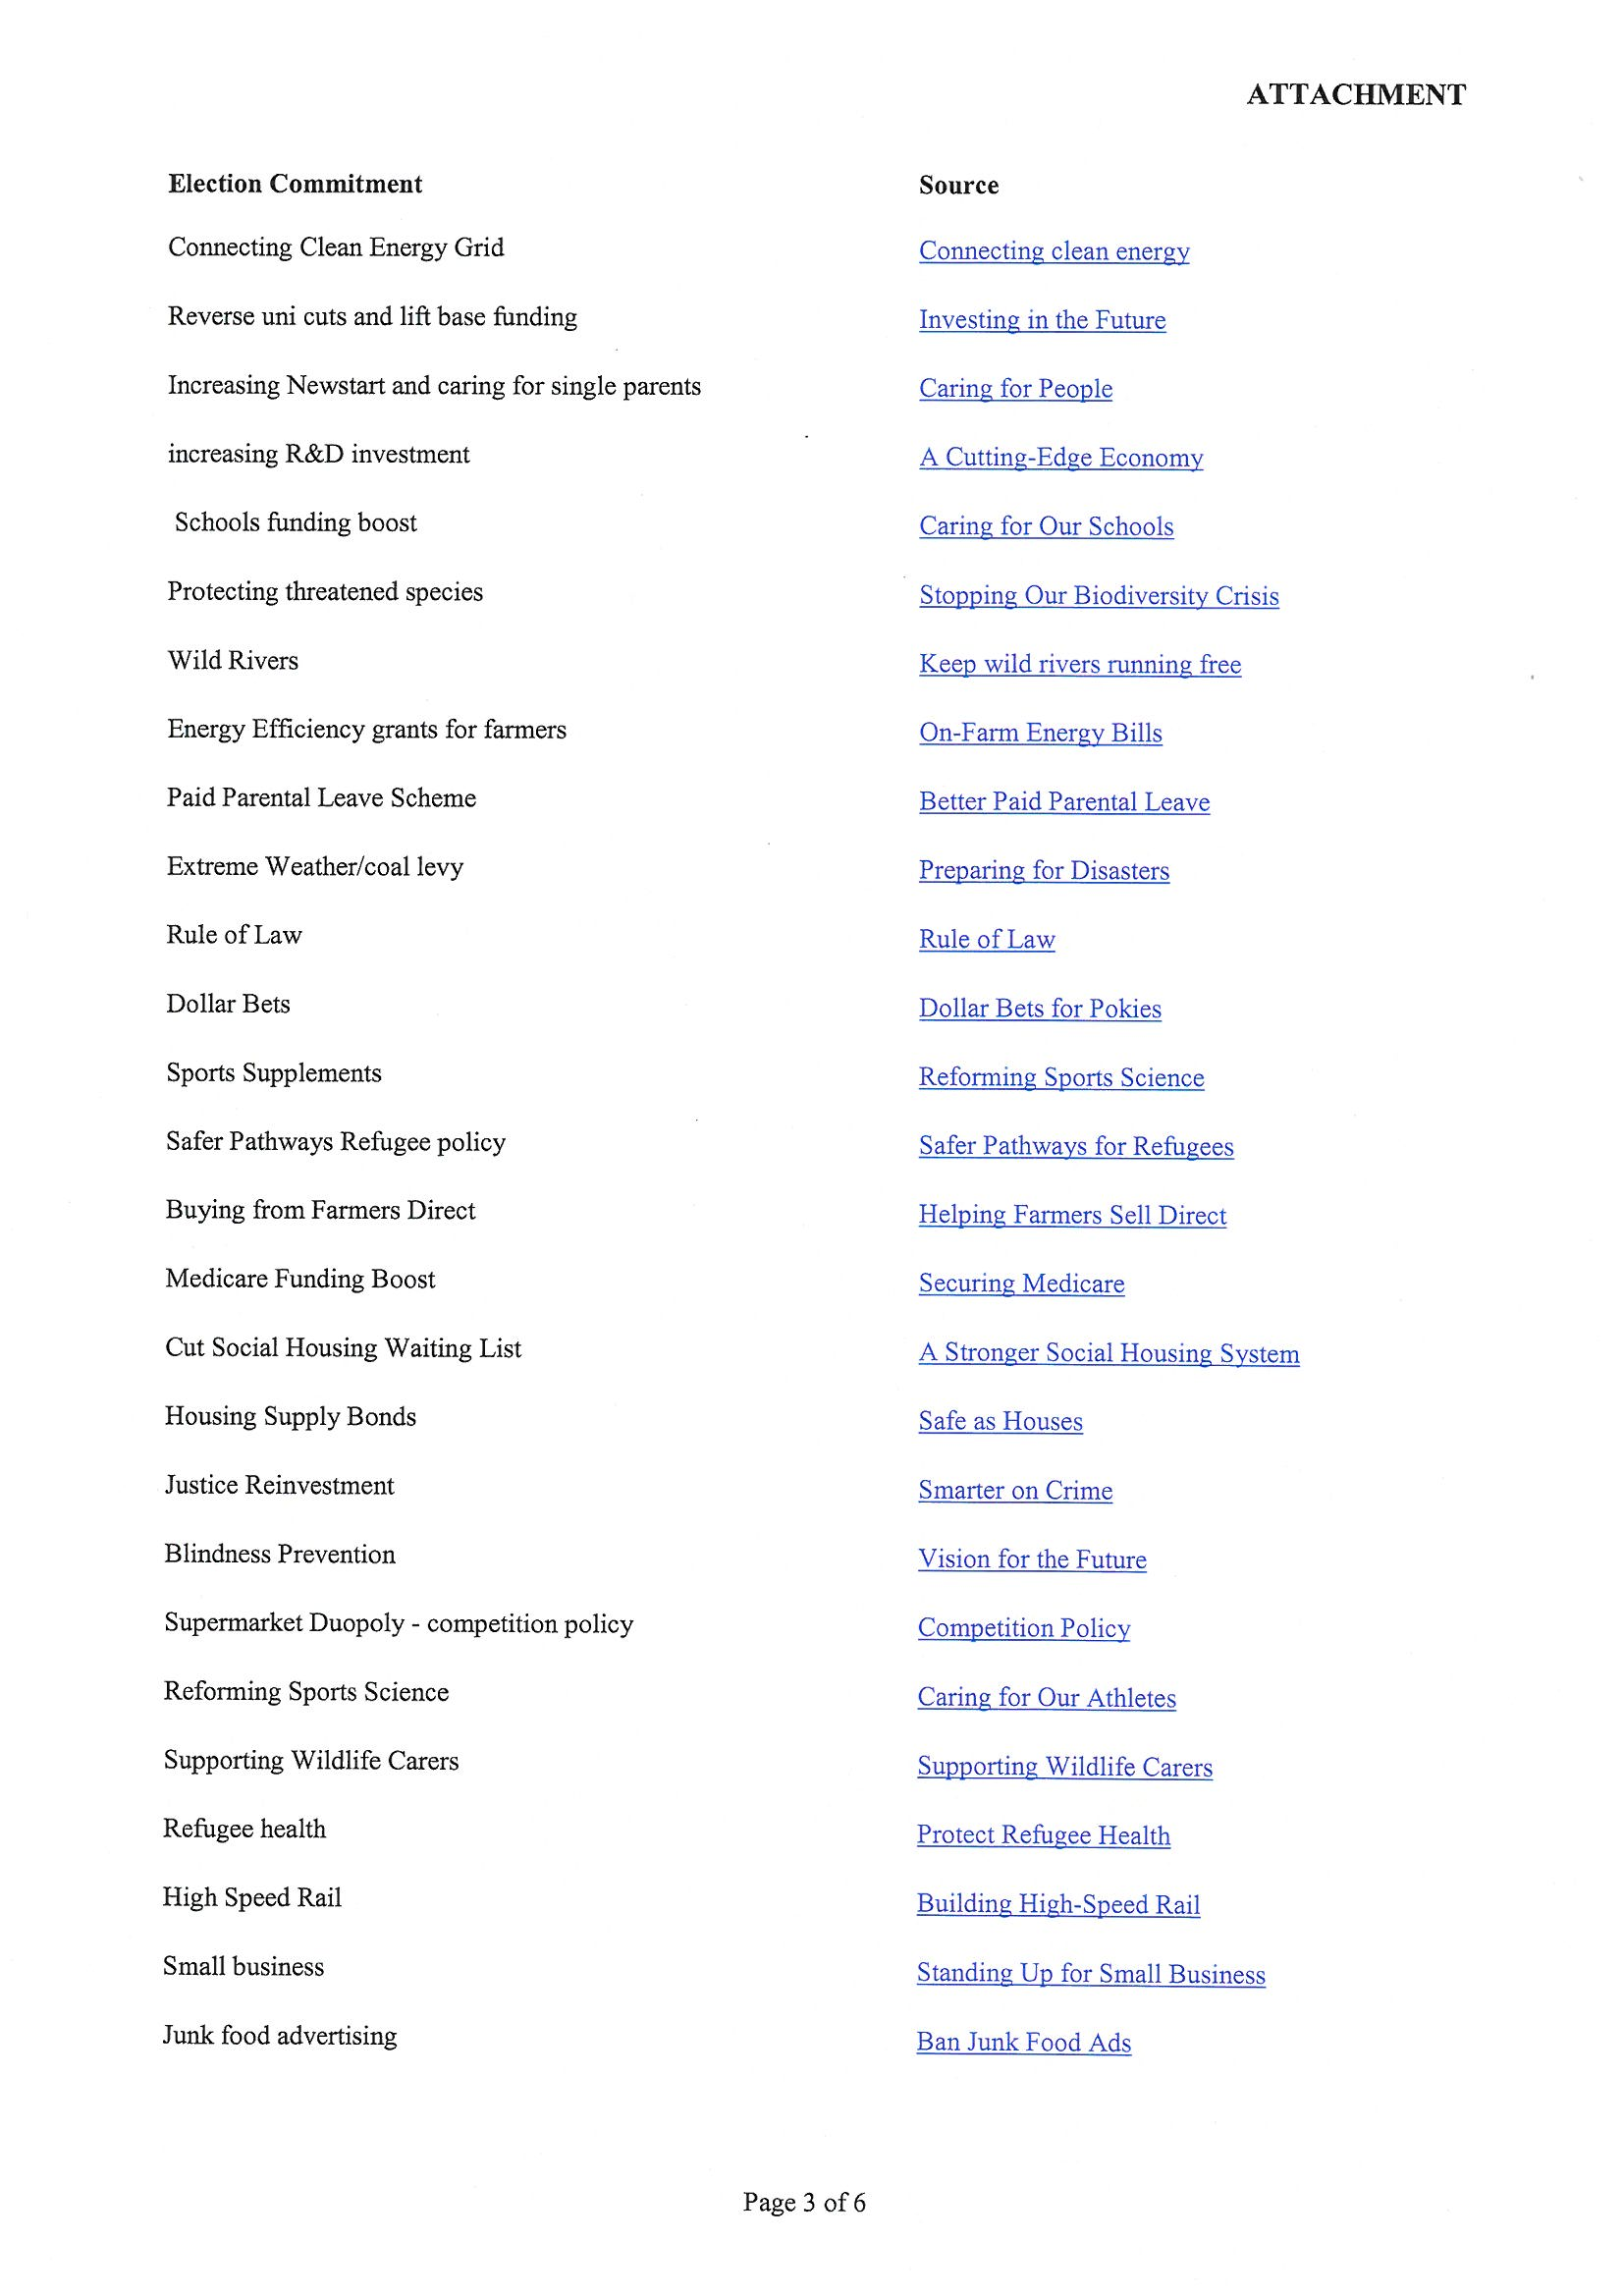 ATTACHMENT
Election Commitment Source
Connecting Clean Energy Grid Connecting clean energy
Reverse uni cuts and lift base funding Investing in the Future
Increasing Newstart and caring for single parents Caring for People
increasing R&D investment A Cutting-Edge Economy
Schools funding boost Caring for Our Schools
Protecting threatened species Stopping Our Biodiversity Crisis
Wild Rivers Keep wild rivers running free
Energy Efficiency grants for farmers On-Farm Energy Bills
Paid Parental Leave Scheme Better Paid Parental Leave
Extreme Weather/coal levy Preparing for Disasters
Rule of Law Rule of Law
Dollar Bets Dollar Bets for Pokies
Sports Supplements Reforming Sports Science
Safer Pathways Refugee policy Safer Pathways for Refugees
Buying from Farmers Direct Helping Farmers Sell Direct
Medicare Funding Boost Securing Medicare
Cut Social Housing Waiting List A Stronger Social Housing System
Housing Supply Bonds Safe as Houses
Justice Reinvestment Smarter on Crime
Blindness Prevention Vision for the Future
Supermarket Duopoly - competition policy Competition Policy
Reforming Sports Science Caring for Our Athletes
Supporting Wildlife Carers Supporting Wildlife Carers
Refugee health Protect Refugee Health
High Speed Rail Building High-Speed Rail
Small business Standing Up for Small Business
Junk food advertising Ban Junk Food Ads
Page 3 of 6